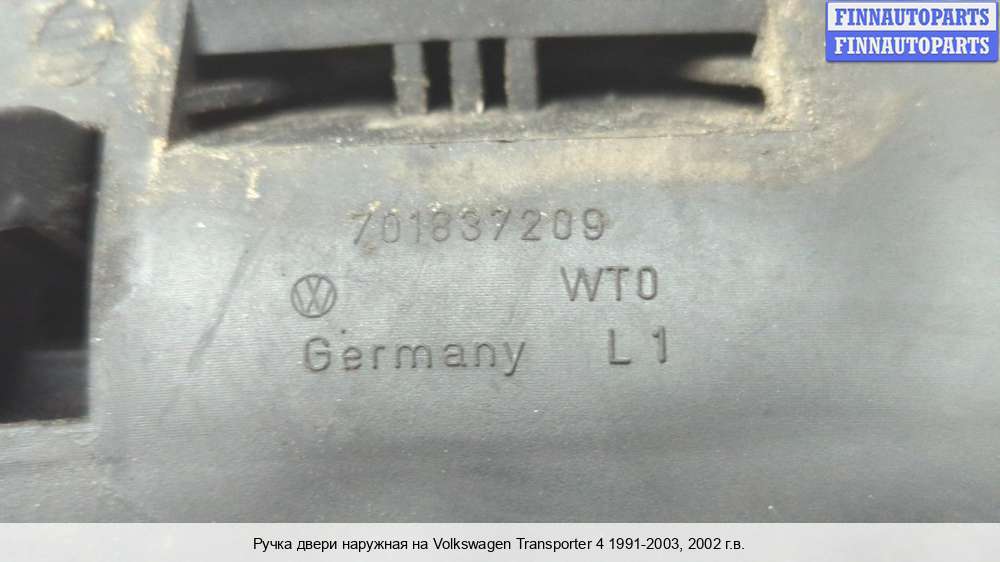 FINNAUTOPARTS
FINNAUTOPARTS
701837209
WT0
Germany L1
Ручка двери наружная на Volkswagen Transporter 4 1991-2003, 2002 г.в.